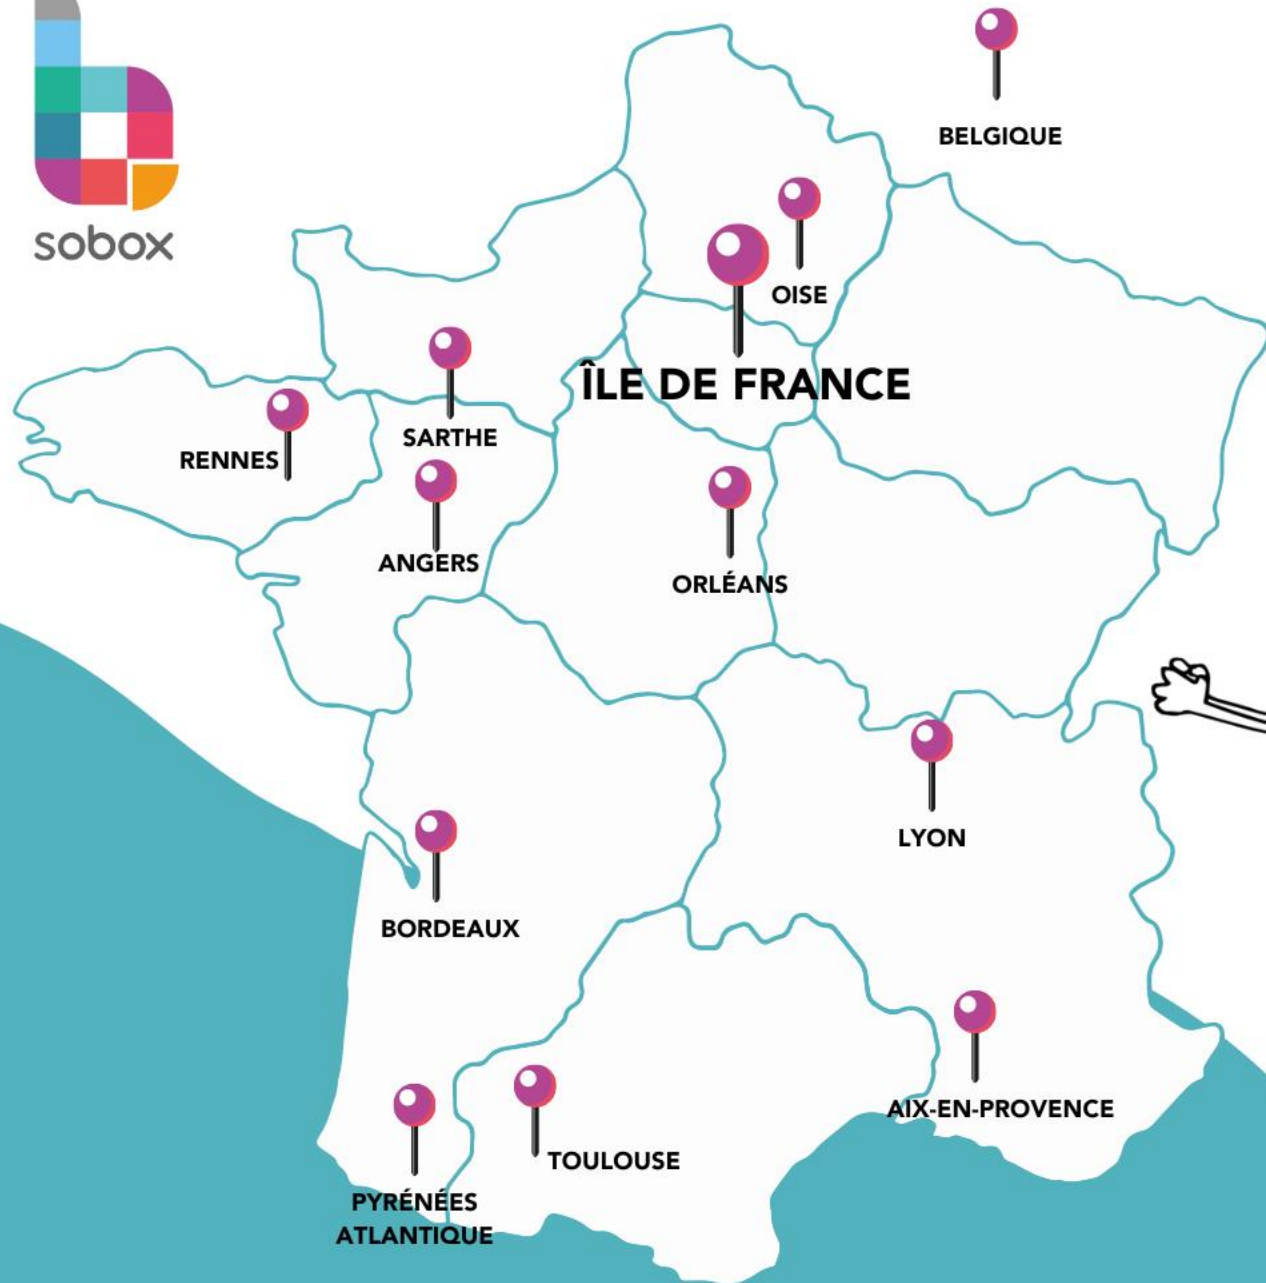 sobox
BELGIQUE
OISE
ÎLE DE FRANCE
SARTHE
RENNES
ANGERS
ORLÉANS
LYON
BORDEAUX
AIX-EN-PROVENCE
TOULOUSE
PYRÉNÉES
ATLANTIQUE